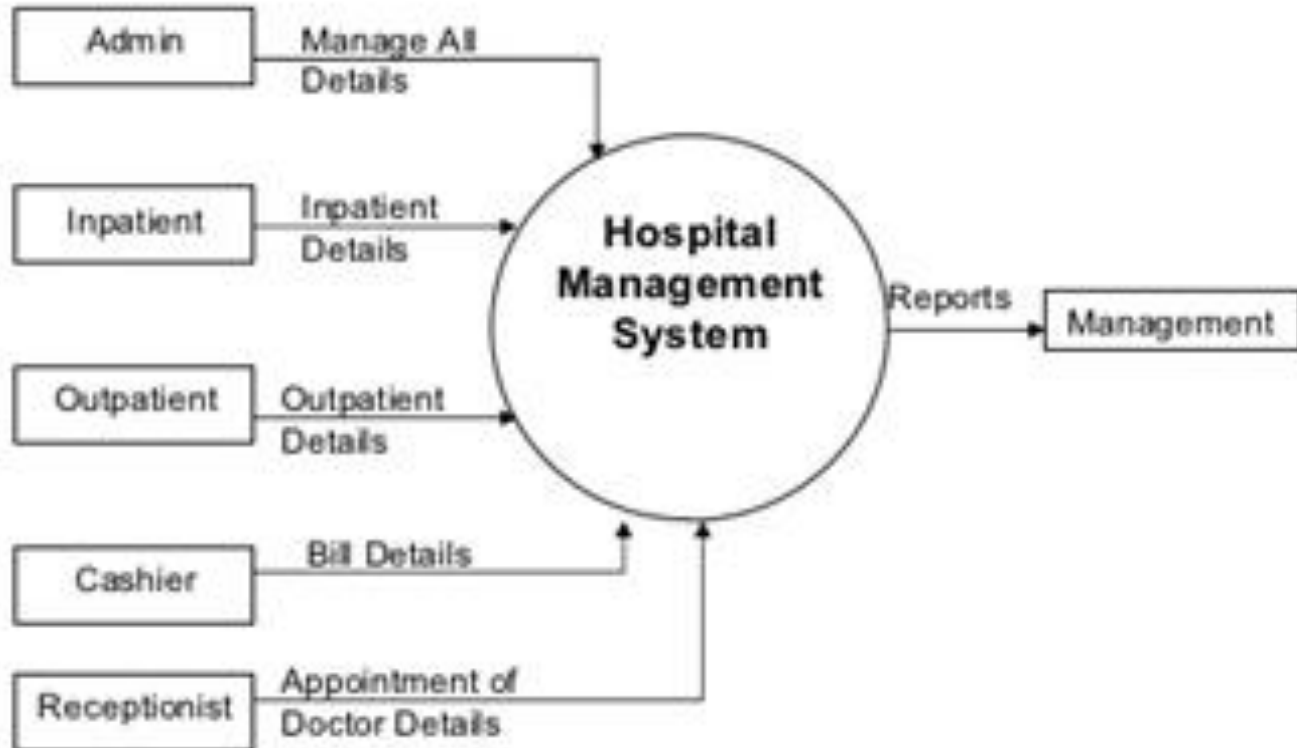 Admin
Manage All
Details
Inpatient
Inpatient
Details
Hospital
Management
System
Reports
Management
Outpatient
Outpatient
Details
Cashier
Bill Details
Receptionist
Appointment of
Doctor Details